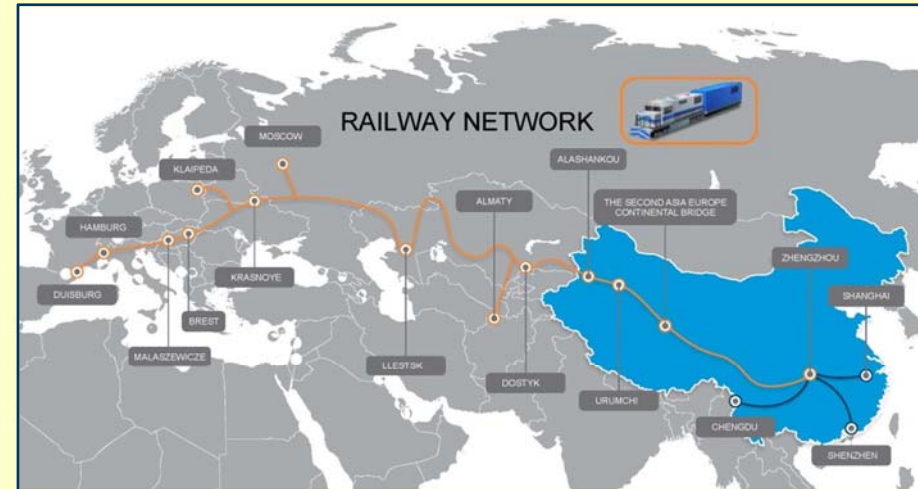 RAILWAY NETWORK
MOSCOW
ALASHANKOU
KLAIPEDA
ALMATY
THE SECOND ASIA EUROPE
CONTINENTAL BRIDGE
HAMBURG
ZHENGZHOU
KRASNOYE
SHANGHAI
DUISBURG
BREST
MALASZEWICZE
LLESTSK
DOSTYK
URUMCHI
CHENGDU
SHENZHEN